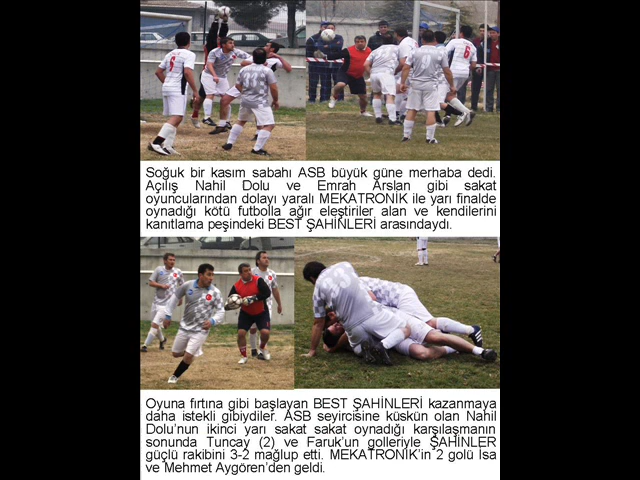 Soğuk bir kasım sabahı ASB büyük güne merhaba dedi.
Açılış Nahil Dolu ve Emrah Arslan gibi sakat
oyuncularından dolayı yaralı MEKATRONİK ile yarı finalde
oynadığı kötü futbolla ağır eleştiriler alan ve kendilerini
kanıtlama peşindeki BEST ŞAHİNLERİ arasındaydı.
Oyuna fırtına gibi başlayan BEST ŞAHİNLERİ kazanmaya
daha istekli gibiydiler. ASB seyircisine küskün olan Nahil
Dolu'nun ikinci yarı sakat sakat oynadığı karşılaşmanın
sonunda Tuncay (2) ve Faruk'un golleriyle ŞAHİNLER
güçlü rakibini 3-2 mağlup etti. MEKATRONİK'in 2 golü İsa
ve Mehmet Aygören'den geldi.